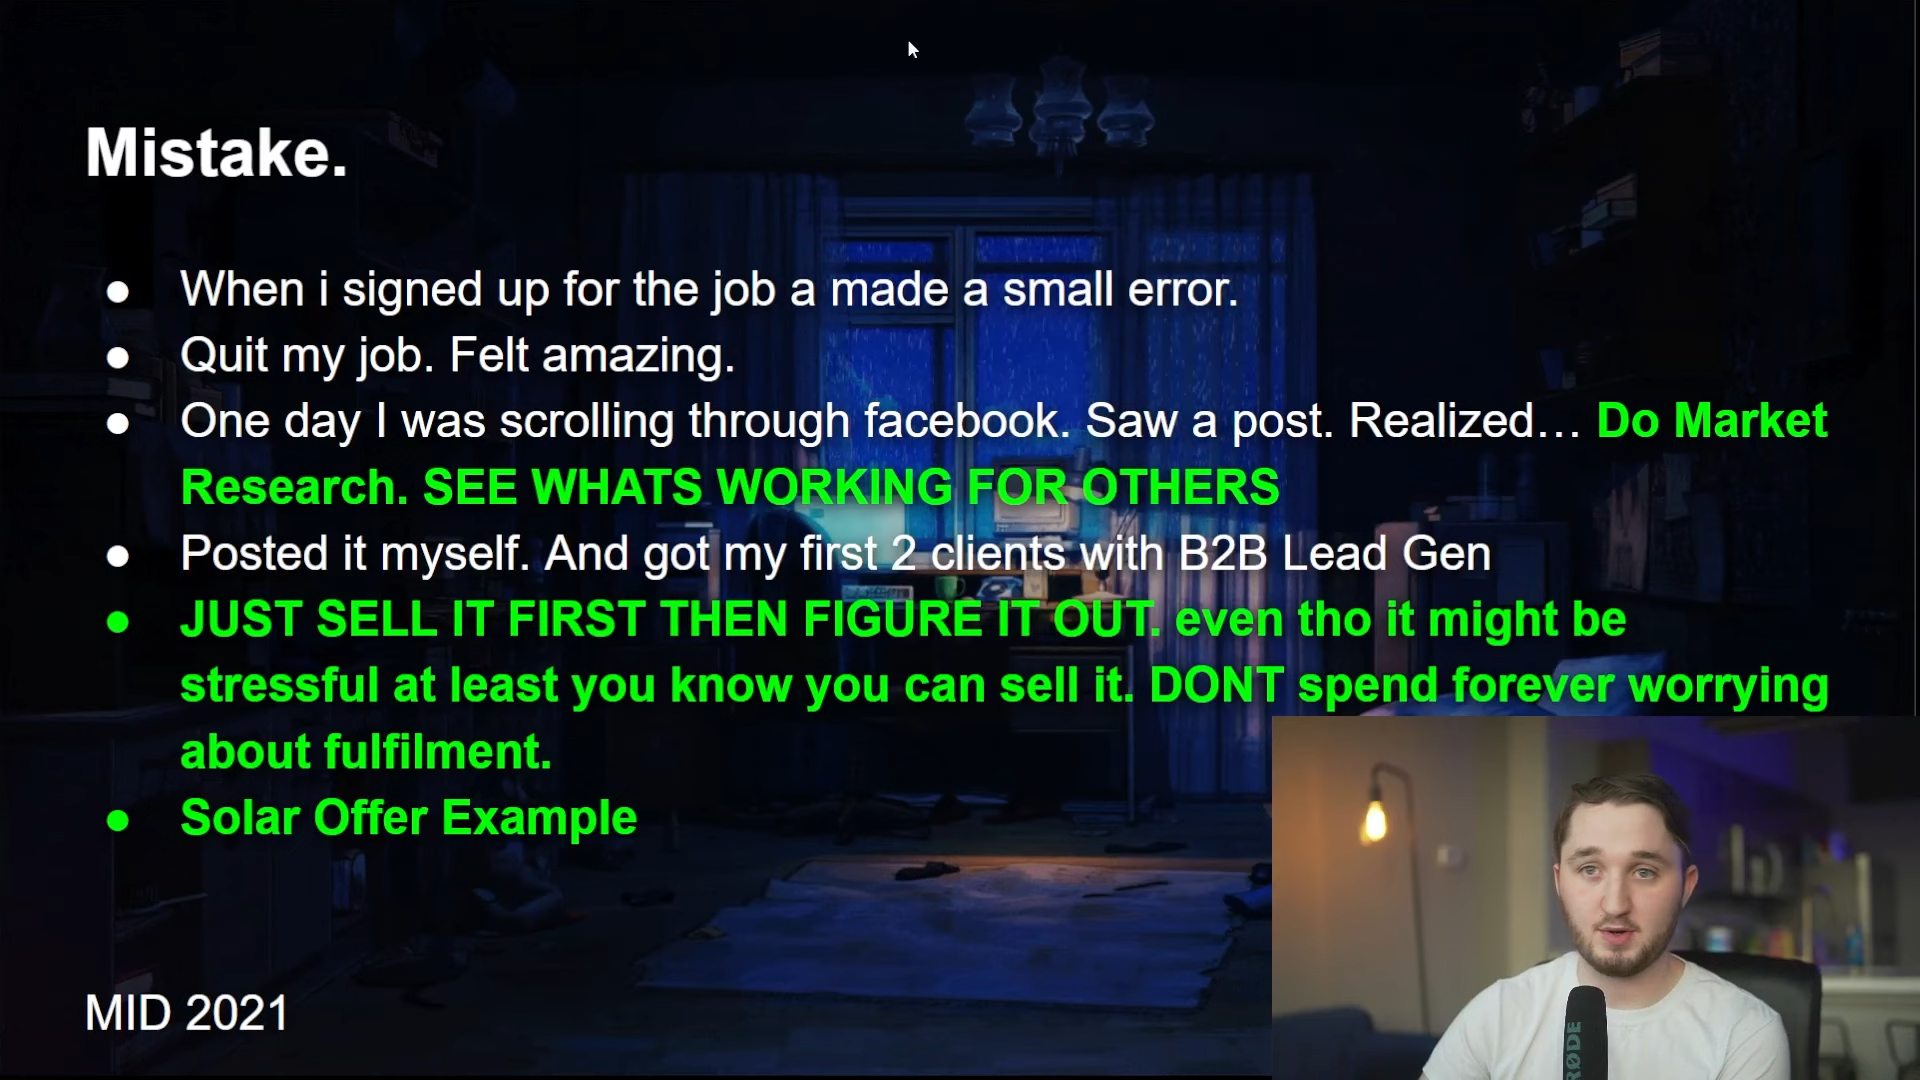 Mistake.
● When i signed up for the job a made a small error.
● Quit my job. Felt amazing.
● One day I was scrolling through facebook. Saw a post. Realized… Do Market
Research. SEE WHATS WORKING FOR OTHERS
● Posted it myself. And got my first 2 clients with B2B Lead Gen
● JUST SELL IT FIRST THEN FIGURE IT OUT. even tho it might be
stressful at least you know you can sell it. DONT spend forever worrying
about fulfilment.
● Solar Offer Example
MID 2021
RØDE